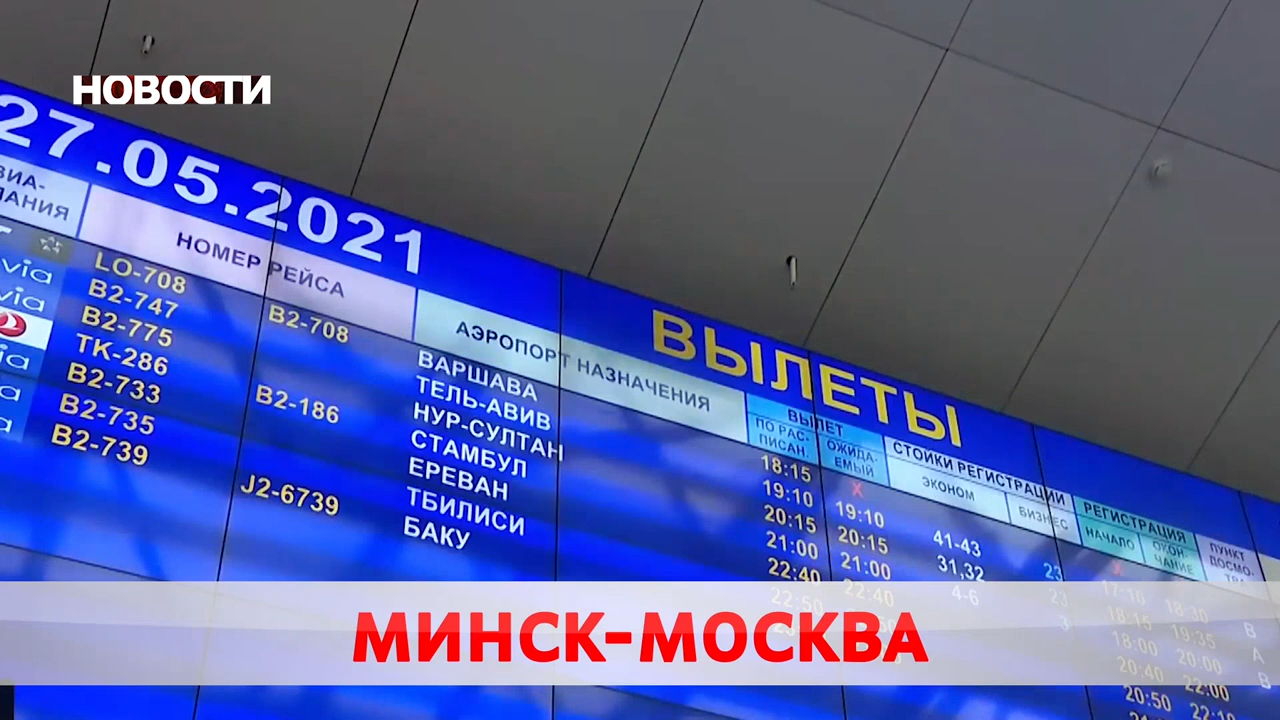 НОВОСТИ
27.05.2021
ВЫЛЕТЫ
НОМЕР РЕЙСА
АЭРОПОРТ НАЗНАЧЕНИЯ
ВЫЛЕТ
ПО РАС-
ПИСАН.
ОЖИДА-
ЕМЫЙ
СТОЙКИ РЕГИСТРАЦИИ
ЭКОНОМ
БИЗНЕС
РЕГИСТРАЦИЯ
НАЧАЛО
ОКОН-
ЧАНИЕ
ПУНКТ
ДОСМО-
LO-708 B2-708 ВАРШАВА 18:15 X
B2-747 ТЕЛЬ-АВИВ 19:10 19:10 41-43 23
B2-775 НУР-СУЛТАН 20:15 20:15 31,32
TK-286 B2-186 СТАМБУЛ 21:00 21:00 4-6
B2-733 ЕРЕВАН 22:40 22:40
B2-735 ТБИЛИСИ 22:50
B2-739 J2-6739 БАКУ
МИНСК-МОСКВА